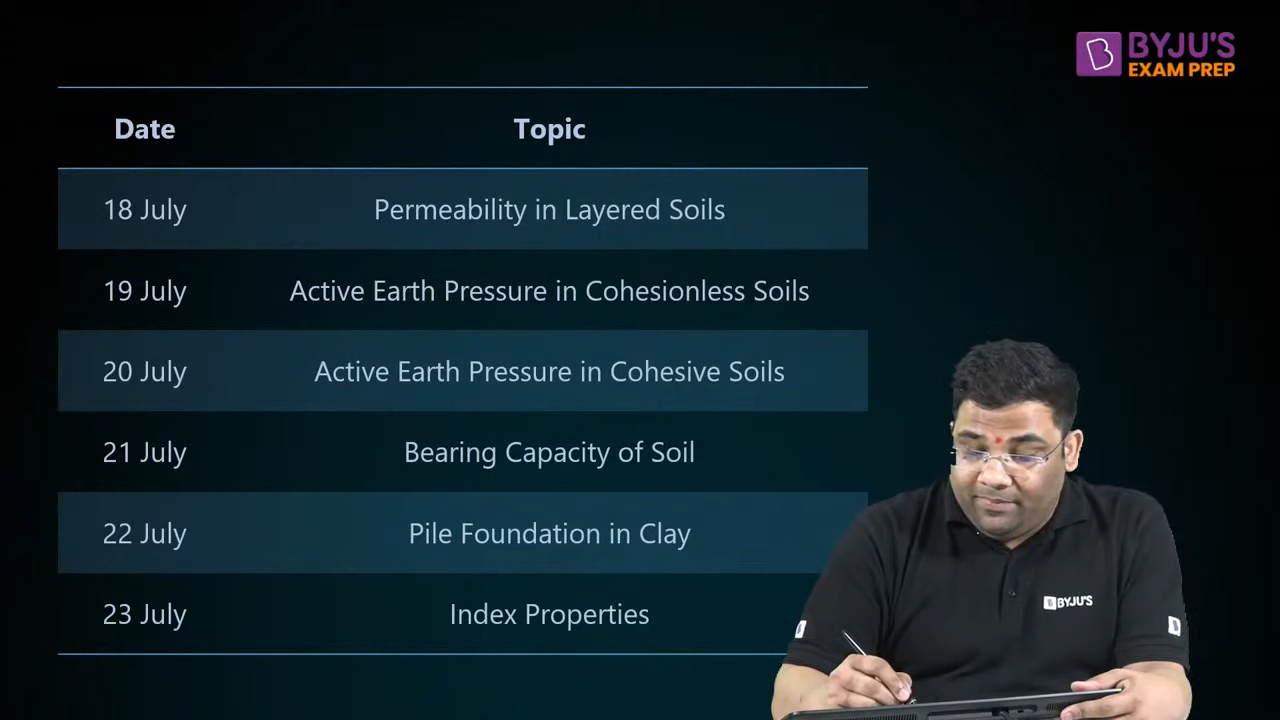 BYJU'S
EXAM PREP
Date Topic
18 July Permeability in Layered Soils
19 July Active Earth Pressure in Cohesionless Soils
20 July Active Earth Pressure in Cohesive Soils
21 July Bearing Capacity of Soil
22 July Pile Foundation in Clay
23 July Index Properties
BYJU'S